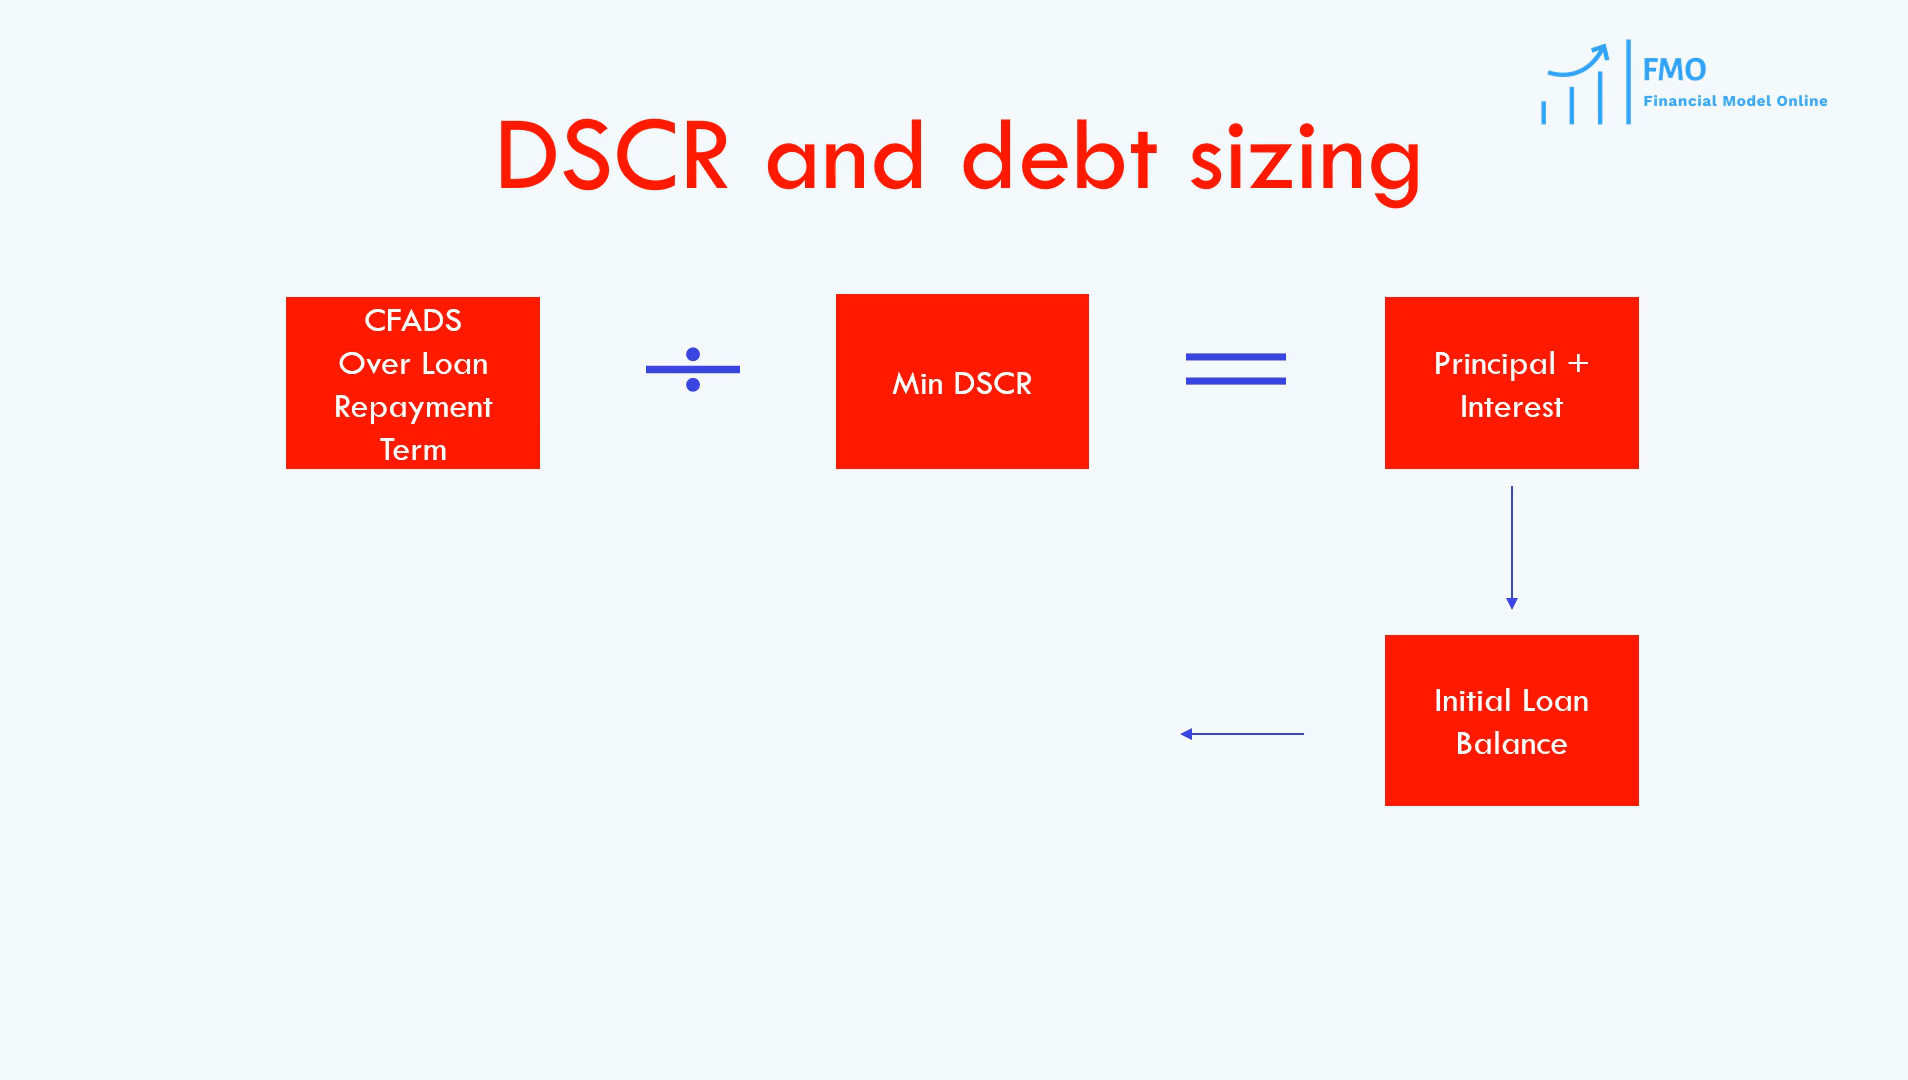 FMO
Financial Model Online
DSCR and debt sizing
CFADS
Over Loan
Repayment
Term
÷
Min DSCR
=
Principal +
Interest
Initial Loan
Balance